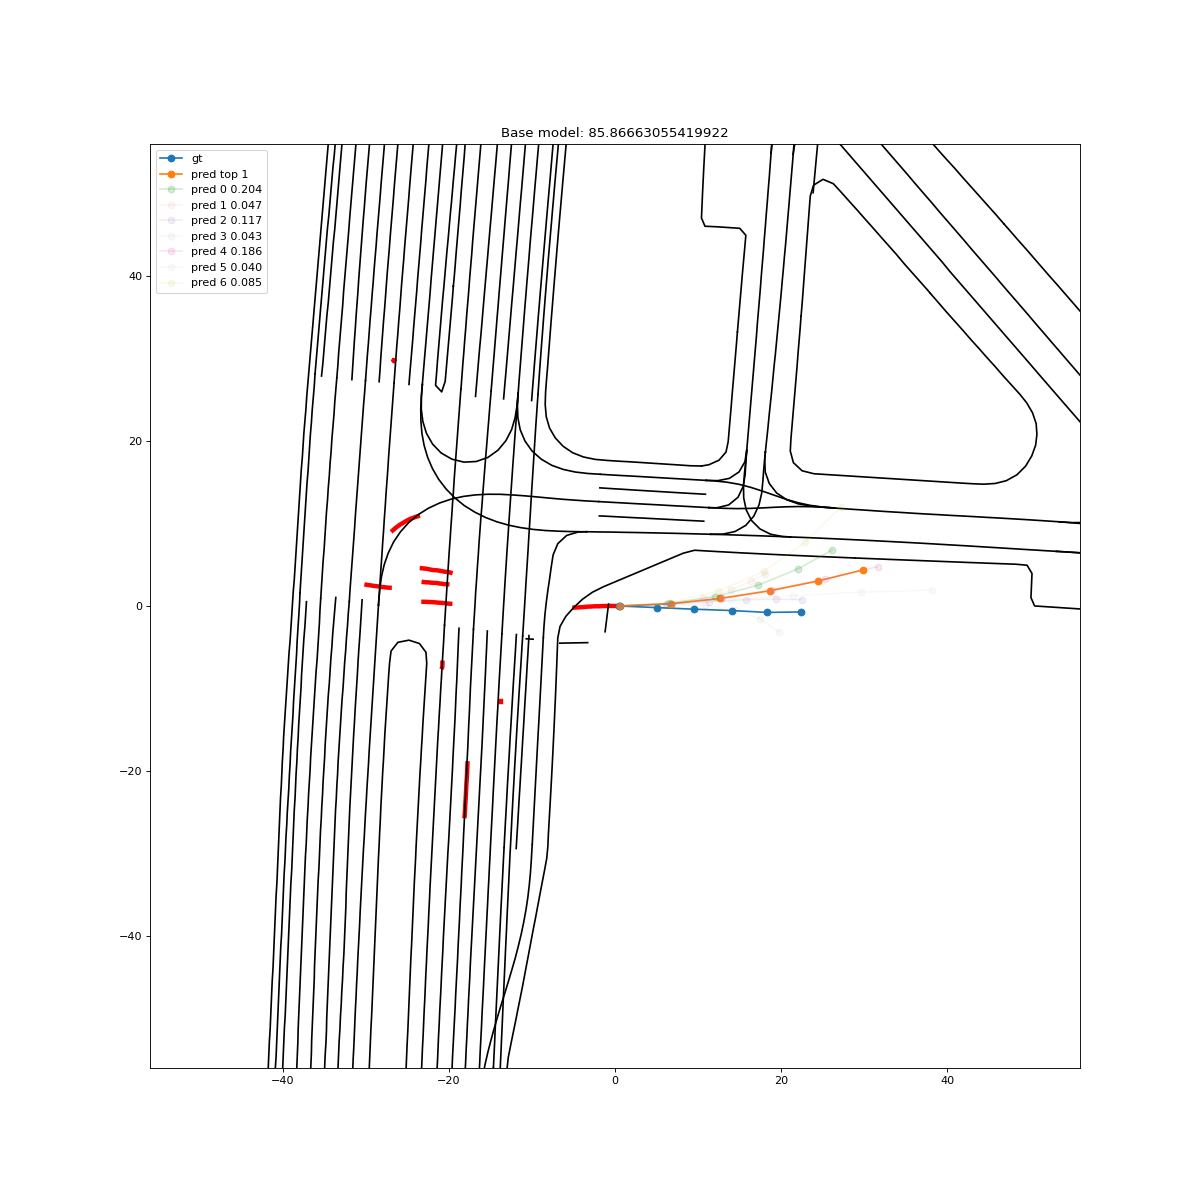 Base model: 85.86663055419922
gt
pred top 1
pred 0 0.204
pred 1 0.047
pred 2 0.117
pred 3 0.043
pred 4 0.186
pred 5 0.040
pred 6 0.085
40
20
0
−20
−40
−40 −20 0 20 40